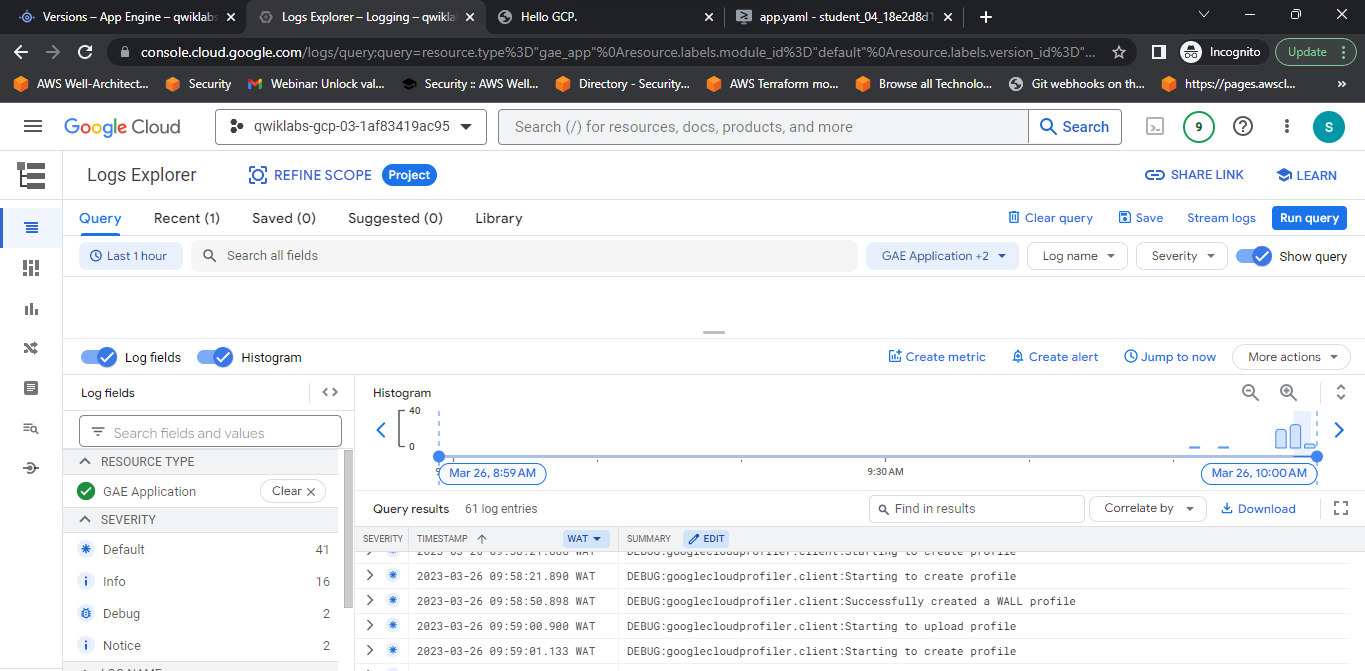 Versions – App Engine – qwiklabs
Logs Explorer – Logging – qwikla
Hello GCP.
app.yaml - student_04_18e2d8d1
console.cloud.google.com/logs/query;query=resource.type%3D"gae_app"%0Aresource.labels.module_id%3D"default"%0Aresource.labels.version_id%3D"...
Incognito
Update
AWS Well-Architect...
Security
Webinar: Unlock val...
Security :: AWS Well...
Directory - Security...
AWS Terraform mo...
Browse all Technolo...
Git webhooks on th...
https://pages.awscl...
»
Google Cloud
qwiklabs-gcp-03-1af83419ac95
Search (/) for resources, docs, products, and more
Search
9
S
Logs Explorer
REFINE SCOPE
Project
SHARE LINK
LEARN
Query
Recent (1)
Saved (0)
Suggested (0)
Library
Clear query
Save
Stream logs
Run query
Last 1 hour
Search all fields
GAE Application +2
Log name
Severity
Show query
Log fields
Histogram
Create metric
Create alert
Jump to now
More actions
Log fields
Search fields and values
RESOURCE TYPE
GAE Application
Clear
SEVERITY
Default 41
Info 16
Debug 2
Notice 2
LOG NAME
Histogram
40
0
Mar 26, 8:59 AM
9:30 AM
Mar 26, 10:00 AM
Query results
61 log entries
Find in results
Correlate by
Download
SEVERITY TIMESTAMP WAT SUMMARY EDIT
DEBUG:googlecloudprofiler.client:Starting to create profile
2023-03-26 09:58:21.890 WAT DEBUG:googlecloudprofiler.client:Starting to create profile
2023-03-26 09:58:50.898 WAT DEBUG:googlecloudprofiler.client:Successfully created a WALL profile
2023-03-26 09:59:00.900 WAT DEBUG:googlecloudprofiler.client:Starting to upload profile
2023-03-26 09:59:01.133 WAT DEBUG:googlecloudprofiler.client:Starting to create profile